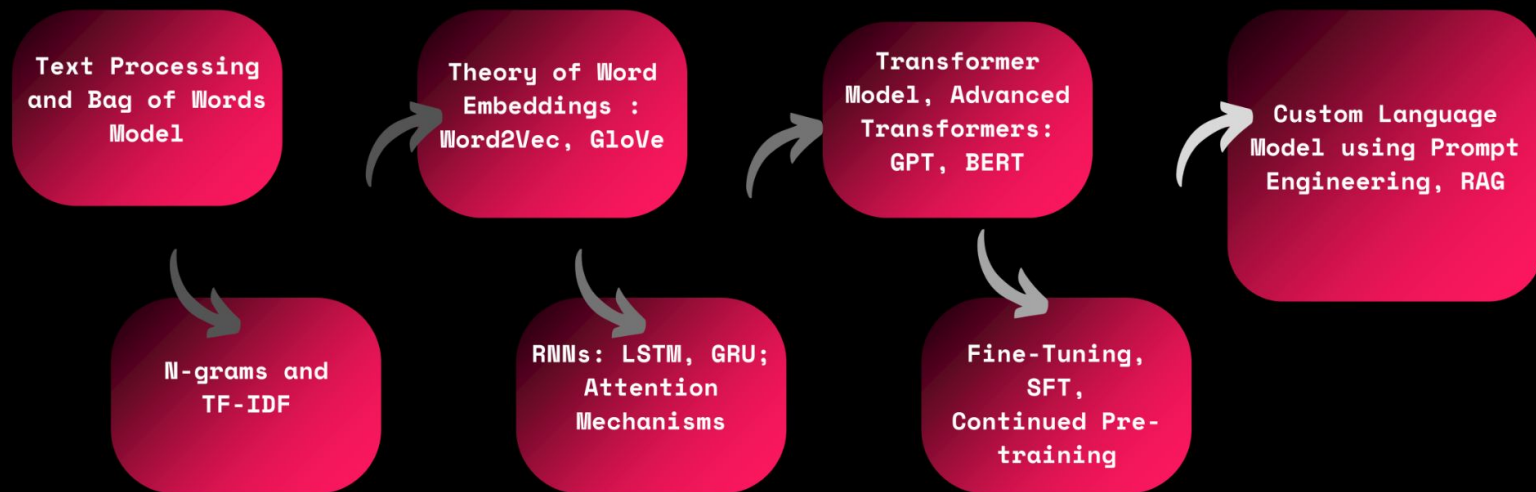 Text Processing
and Bag of Words
Model
N-grams and
TF-IDF
Theory of Word
Embeddings :
Word2Vec, GloVe
RNNs: LSTM, GRU;
Attention
Mechanisms
Transformer
Model, Advanced
Transformers:
GPT, BERT
Fine-Tuning,
SFT,
Continued Pre-
training
Custom Language
Model using Prompt
Engineering, RAG